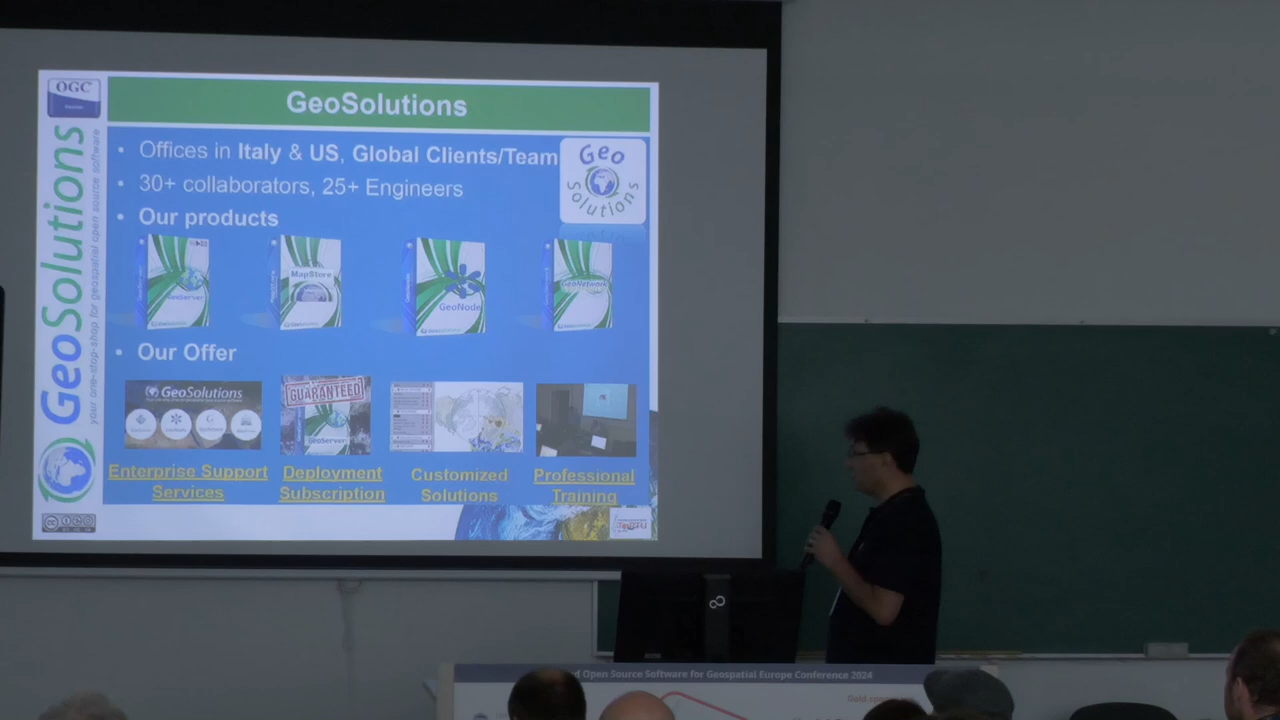 OGC
GeoSolutions
GeoSolutions
your one-stop-shop for geospatial open source software
• Offices in Italy & US, Global Clients/Team
Geo
Solutions
• 30+ collaborators, 25+ Engineers
• Our products
GeoServer
MapStore
GeoNode
GeoNetwork
• Our Offer
GeoSolutions
GUARANTEED
GeoServer
Enterprise Support
Services
Deployment
Subscription
Customized
Solutions
Professional
Training
Open Source Software for Geospatial Europe Conference 2024